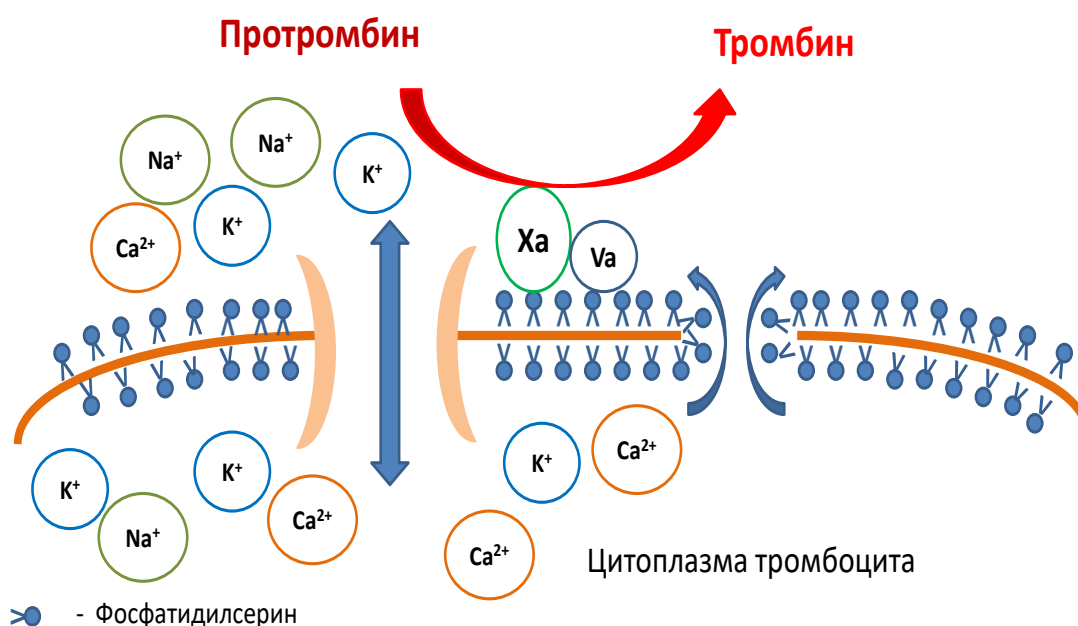 Протромбин
Тромбин
Na⁺
Na⁺
K⁺
K⁺
Ca²⁺
Xa
Va
K⁺
K⁺
Na⁺
Ca²⁺
K⁺
Ca²⁺
Ca²⁺
Цитоплазма тромбоцита
- Фосфатидилсерин